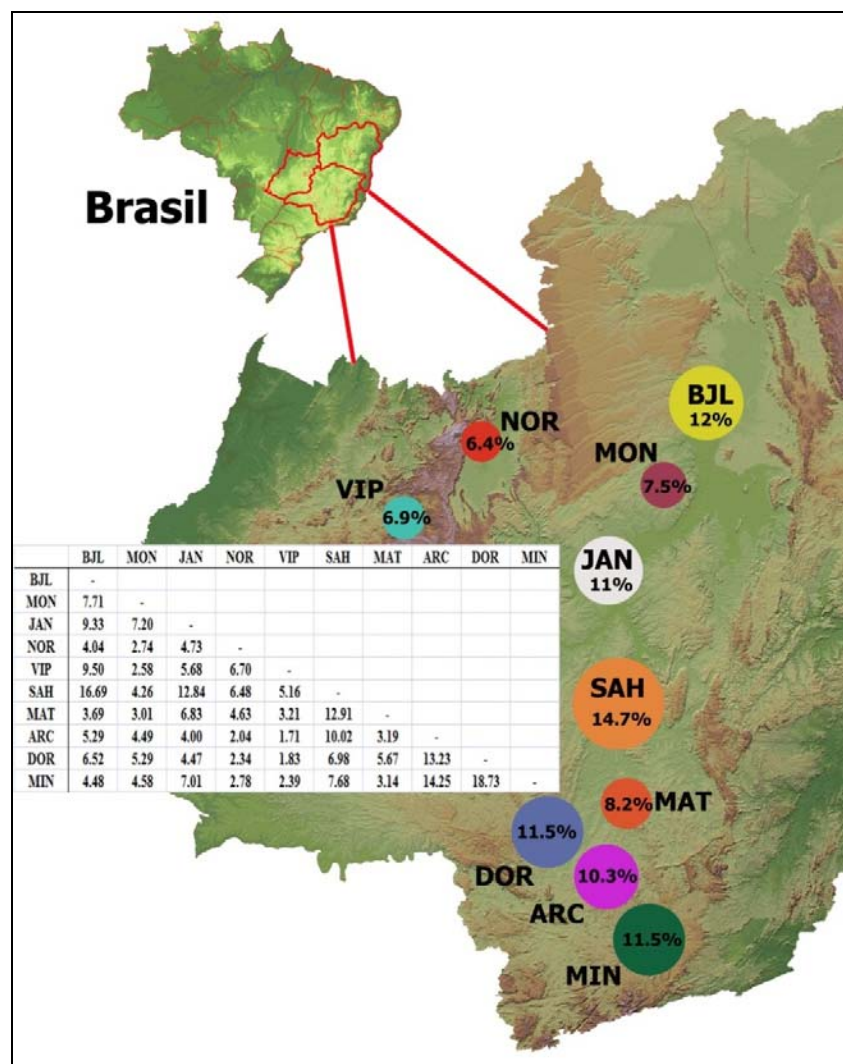 Brasil
BJL
12%
NOR
6.4%
MON
7.5%
VIP
6.9%
JAN
11%
BJL MON JAN NOR VIP SAH MAT ARC DOR MIN
BJL -
MON 7.71 -
JAN 9.33 7.20 -
NOR 4.04 2.74 4.73 -
VIP 9.50 2.58 5.68 6.70 -
SAH 16.69 4.26 12.84 6.48 5.16 -
MAT 3.69 3.01 6.83 4.63 3.21 12.91 -
ARC 5.29 4.49 4.00 2.04 1.71 10.02 3.19 -
DOR 6.52 5.29 4.47 2.34 1.83 6.98 5.67 13.23 -
MIN 4.48 4.58 7.01 2.78 2.39 7.68 3.14 14.25 18.73 -
SAH
14.7%
8.2% MAT
11.5%
DOR
10.3%
ARC
11.5%
MIN